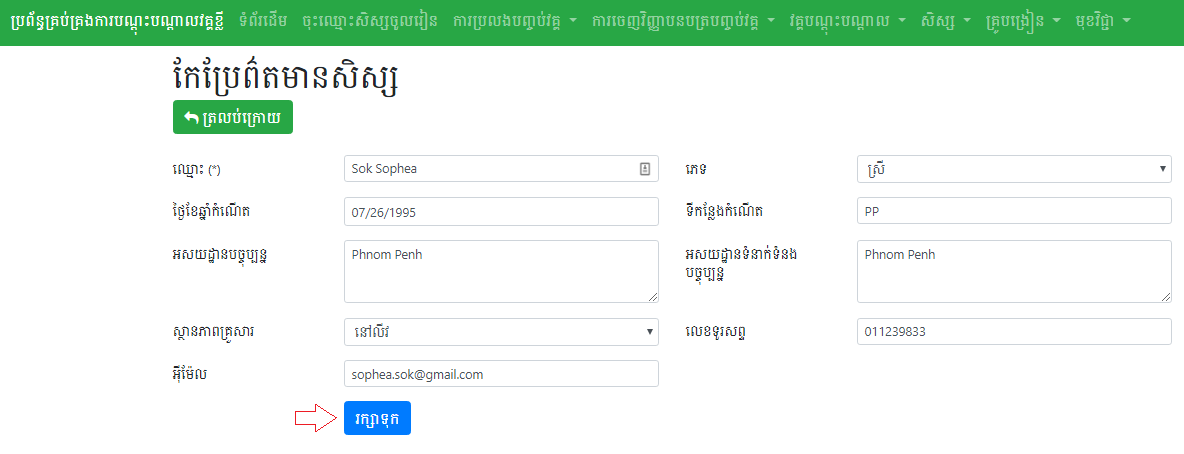 ប្រព័ន្ធគ្រប់គ្រងការបណ្តុះបណ្តាលវគ្គខ្លី ទំព័រដើម ចុះឈ្មោះសិស្សចូលរៀន ការប្រលងបញ្ចប់វគ្គ ការចេញវិញ្ញាបនបត្របញ្ចប់វគ្គ វគ្គបណ្តុះបណ្តាល សិស្ស គ្រូបង្រៀន មុខវិជ្ជា
កែប្រែព៌តមានសិស្ស
ត្រលប់ក្រោយ
ឈ្មោះ (*) Sok Sophea ភេទ ស្រី
ថ្ងៃខែឆ្នាំកំណើត 07/26/1995 ទីកន្លែងកំណើត PP
អសយដ្ឋានបច្ចុប្បន្ន Phnom Penh អសយដ្ឋានទំនាក់ទំនង Phnom Penh
បច្ចុប្បន្ន
ស្ថានភាពគ្រួសារ នៅលីវ លេខទូរសព្ទ 011239833
អ៊ីម៉ែល sophea.sok@gmail.com
រក្សាទុក